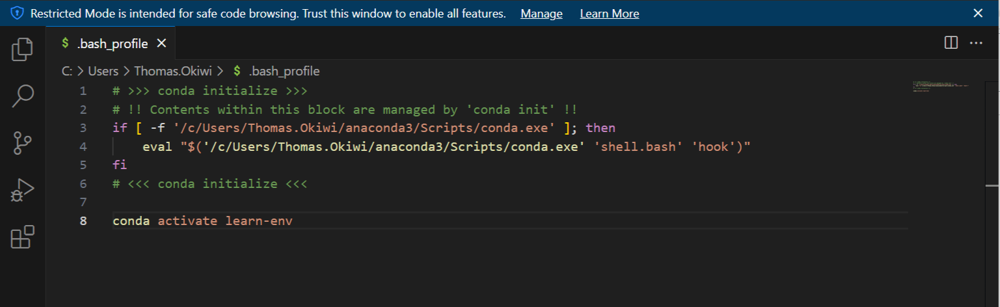 Restricted Mode is intended for safe code browsing. Trust this window to enable all features. Manage Learn More
$ .bash_profile
C: > Users > Thomas.Okiwi > $ .bash_profile
1 # >>> conda initialize >>>
2 # !! Contents within this block are managed by 'conda init' !!
3 if [ -f '/c/Users/Thomas.Okiwi/anaconda3/Scripts/conda.exe' ]; then
4     eval "$('/c/Users/Thomas.Okiwi/anaconda3/Scripts/conda.exe' 'shell.bash' 'hook')"
5 fi
6 # <<< conda initialize <<<
7
8 conda activate learn-env